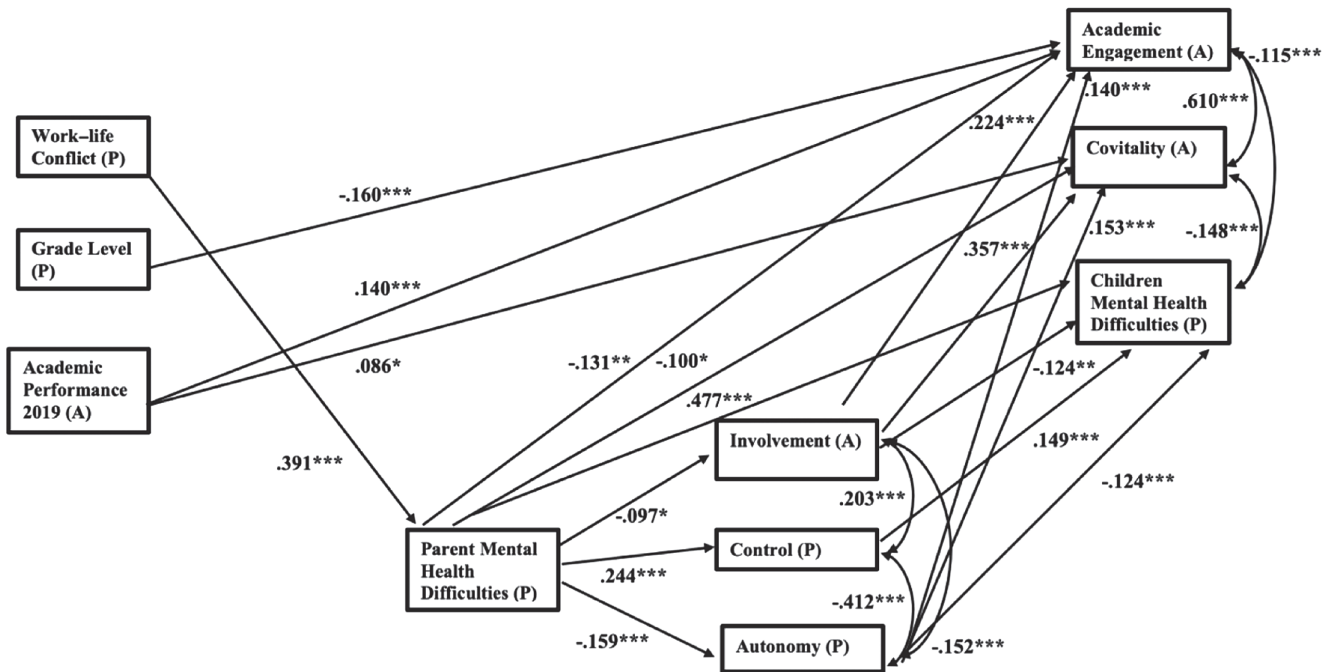 Academic
Engagement (A)
-.115***
.140***
.610***
.224***
Work–life
Conflict (P)
Covitality (A)
-.160***
.153***
-.148***
Grade Level
(P)
.357***
Children
Mental Health
Difficulties (P)
.140***
Academic
Performance
2019 (A)
.086*
-.131**
-.100*
-.124**
.477***
Involvement (A)
.149***
.391***
-.124***
.203***
-.097*
Parent Mental
Health
Difficulties (P)
Control (P)
.244***
-.412***
-.159***
Autonomy (P)
-.152***